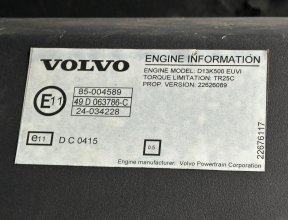 VOLVO
ENGINE INFORMATION
ENGINE MODEL: D13K500 EUVI
TORQUE LIMITATION: TR25C
PROP. VERSION: 22626089
E11
85-004589
49 D 063786-C
24-034228
e11 D C 0415
0.5
Engine manufacturer: Volvo Powertrain Corporation
22676117